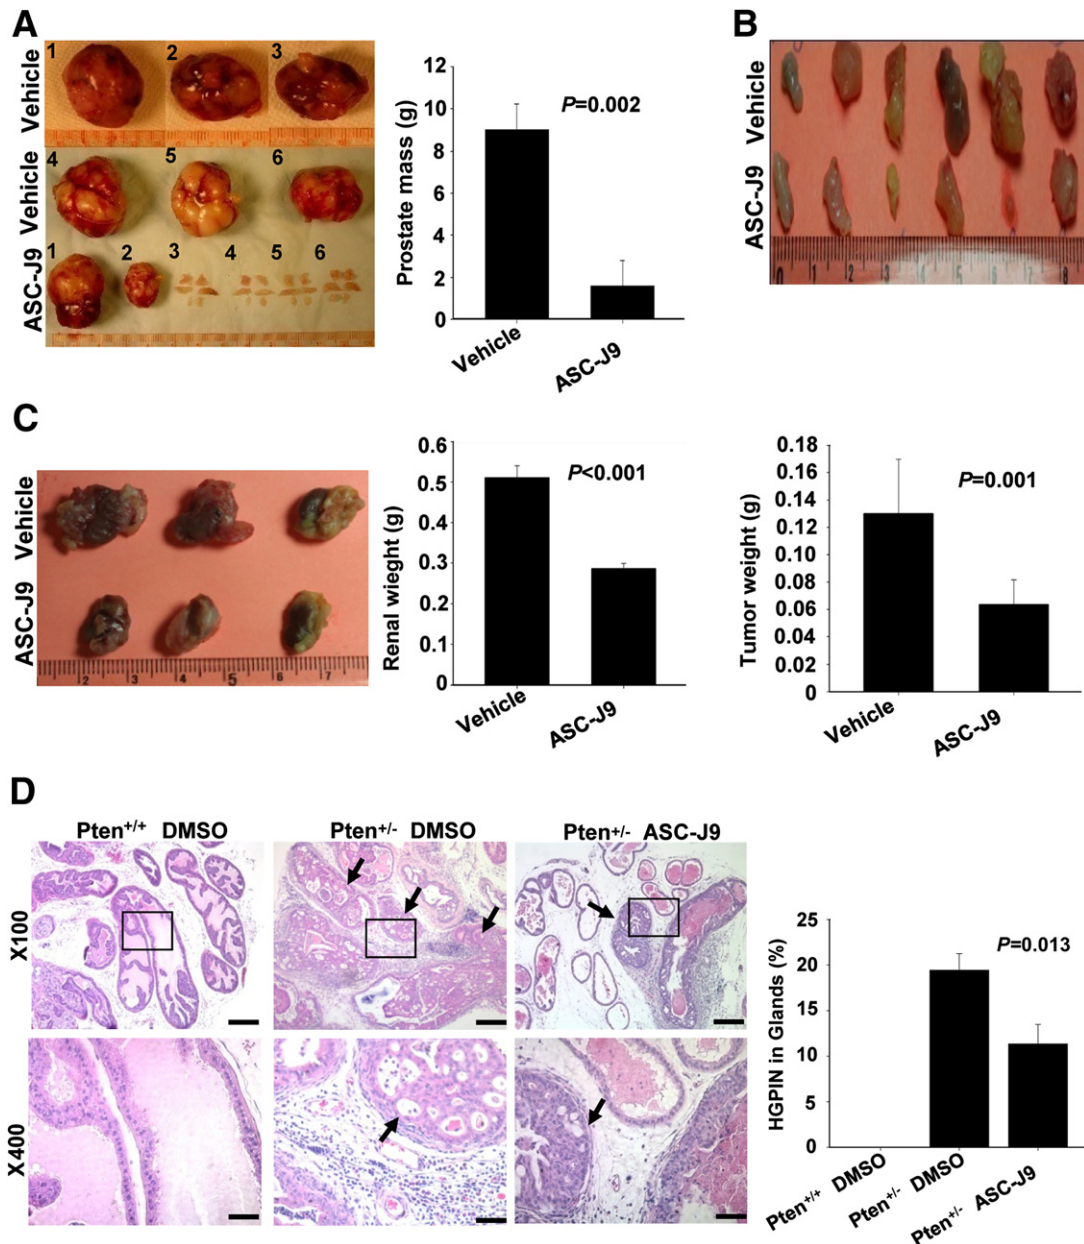 A
Vehicle
1
2
3
Vehicle
4
5
6
ASC-J9
1
2
3
4
5
6
Prostate mass (g)
12
10
8
6
4
2
0
P=0.002
Vehicle
ASC-J9
B
Vehicle
ASC-J9
0 1 2 3 4 5 6 7 8
C
Vehicle
ASC-J9
2 3 4 5 6 7
Renal wieght (g)
0.6
0.5
0.4
0.3
0.2
0.1
0
P<0.001
Vehicle
ASC-J9
Tumor weight (g)
0.18
0.16
0.14
0.12
0.10
0.08
0.06
0.04
0.02
0
P=0.001
Vehicle
ASC-J9
D
Pten+/+ DMSO
Pten+/- DMSO
Pten+/- ASC-J9
X100
X400
HGPIN in Glands (%)
25
20
15
10
5
0
P=0.013
Pten+/+ DMSO
Pten+/- DMSO
Pten+/- ASC-J9